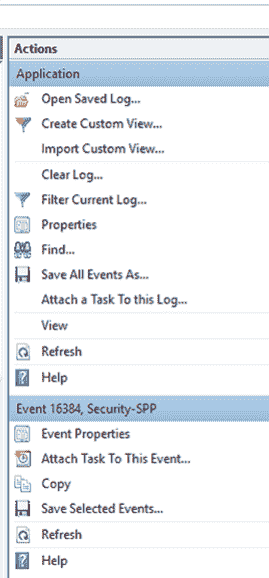 Actions
Application
Open Saved Log...
Create Custom View...
Import Custom View...
Clear Log...
Filter Current Log...
Properties
Find...
Save All Events As...
Attach a Task To this Log...
View
Refresh
Help
Event 16384, Security-SPP
Event Properties
Attach Task To This Event...
Copy
Save Selected Events...
Refresh
Help